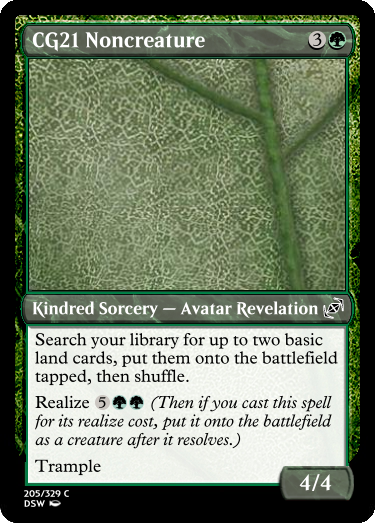 CG21 Noncreature 3
Kindred Sorcery — Avatar Revelation
Search your library for up to two basic
land cards, put them onto the battlefield
tapped, then shuffle.
Realize 5 (Then if you cast this spell
for its realize cost, put it onto the battlefield
as a creature after it resolves.)
Trample
4/4
205/329 C
DSW